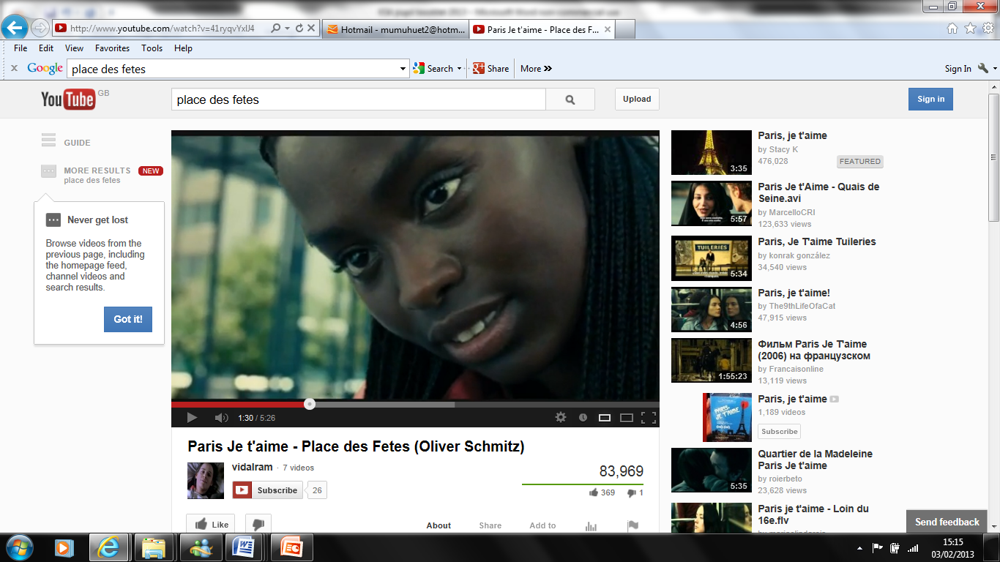 http://www.youtube.com/watch?v=41ryqvYxlJ4
Hotmail - mumuhuet2@hotm...
Paris Je t'aime - Place des F...
File Edit View Favorites Tools Help
Google place des fetes Search Share More Sign In
YouTube GB
place des fetes
Upload
Sign in
GUIDE
MORE RESULTS NEW
place des fetes
Never get lost
Browse videos from the
previous page, including
the homepage feed,
channel videos and
search results.
Got it!
1:30 / 5:26
Paris Je t'aime - Place des Fetes (Oliver Schmitz)
vidalram · 7 videos
Subscribe 26
83,969
369 1
Like
About Share Add to
3:35
Paris, je t'aime
by Stacy K
476,028
FEATURED
5:57
Paris Je t'Aime - Quais de
Seine.avi
by MarcelloCRI
123,633 views
TUILERIES
5:34
Paris, Je T'aime Tuileries
by konrak gonzález
34,540 views
4:56
Paris, je t'aime!
by The9thLifeOfaCat
47,915 views
1:55:23
Фильм Paris Je T'aime
(2006) на французском
by Francaisonline
13,119 views
PARIS,
JE T'AIME
Paris, je t'aime
1,189 videos
Subscribe
5:35
Quartier de la Madeleine
Paris Je t'aime
by roierbeto
23,628 views
Paris je t'aime - Loin du
16e.flv
Send feedback
15:15
03/02/2013